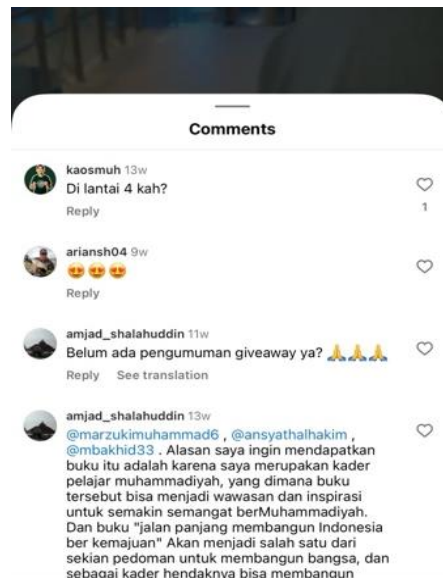 Comments
kaosmuh 13w
Di lantai 4 kah?
Reply
1
ariansh04 9w
😍😍😍
Reply
amjad_shalahuddin 11w
Belum ada pengumuman giveaway ya? 🙏🙏🙏
Reply See translation
amjad_shalahuddin 13w
@marzukimuhammad6 , @ansyathalhakim ,
@mbakhid33 . Alasan saya ingin mendapatkan
buku itu adalah karena saya merupakan kader
pelajar muhammadiyah, yang dimana buku
tersebut bisa menjadi wawasan dan inspirasi
untuk semakin semangat berMuhammadiyah.
Dan buku "jalan panjang membangun Indonesia
ber kemajuan" Akan menjadi salah satu dari
sekian pedoman untuk membangun bangsa, dan
sebagai kader hendaknya bisa membangun